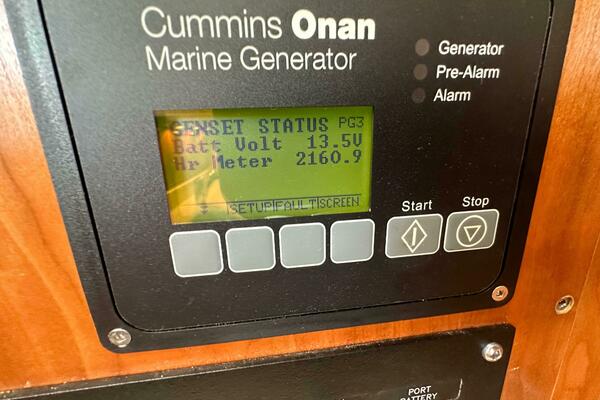 Cummins Onan
Marine Generator
Generator
Pre-Alarm
Alarm
GENSET STATUS PG3
Batt Volt 13.5V
Hr Meter 2160.9
SETUP|FAULT|SCREEN
Start Stop
PORT
BATTERY